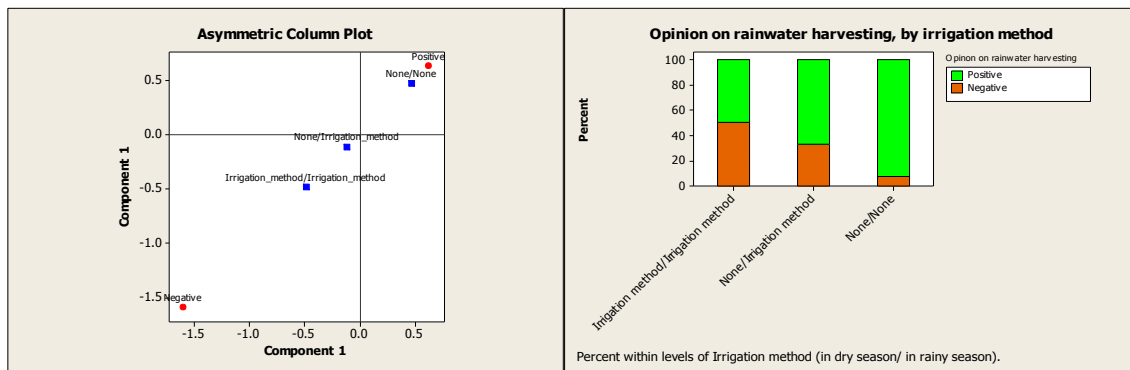 Asymmetric Column Plot
Component 1
0.5
0.0
-0.5
-1.0
-1.5
Positive
None/None
None/Irrigation_method
Irrigation_method/Irrigation_method
Negative
-1.5 -1.0 -0.5 0.0 0.5
Component 1
Opinion on rainwater harvesting, by irrigation method
Percent
100
80
60
40
20
0
Opinon on rainwater harvesting
Positive
Negative
Irrigation method/Irrigation method
None/Irrigation method
None/None
Percent within levels of Irrigation method (in dry season/ in rainy season).